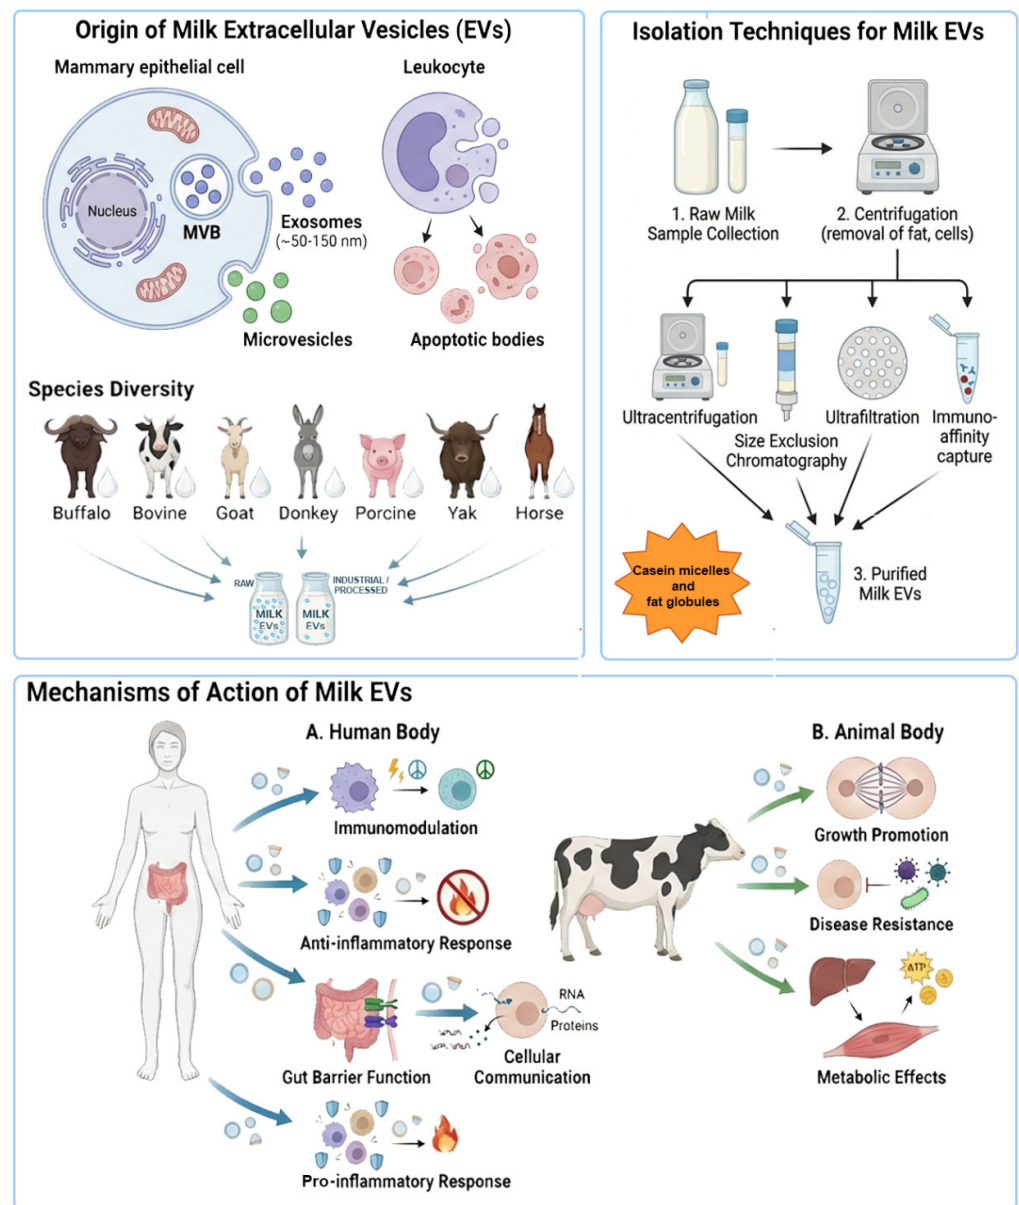 Origin of Milk Extracellular Vesicles (EVs)
Mammary epithelial cell
Leukocyte
Nucleus
MVB
Exosomes
(~50-150 nm)
Microvesicles
Apoptotic bodies
Species Diversity
Buffalo
Bovine
Goat
Donkey
Porcine
Yak
Horse
RAW
INDUSTRIAL /
PROCESSED
MILK
EVs
MILK
EVs
Isolation Techniques for Milk EVs
1. Raw Milk
Sample Collection
2. Centrifugation
(removal of fat, cells)
Ultracentrifugation
Size Exclusion
Chromatography
Ultrafiltration
Immuno-
affinity
capture
Casein micelles
and
fat globules
3. Purified
Milk EVs
Mechanisms of Action of Milk EVs
A. Human Body
Immunomodulation
Anti-inflammatory Response
Gut Barrier Function
RNA
Proteins
Cellular
Communication
Pro-inflammatory Response
B. Animal Body
Growth Promotion
Disease Resistance
ATP
Metabolic Effects